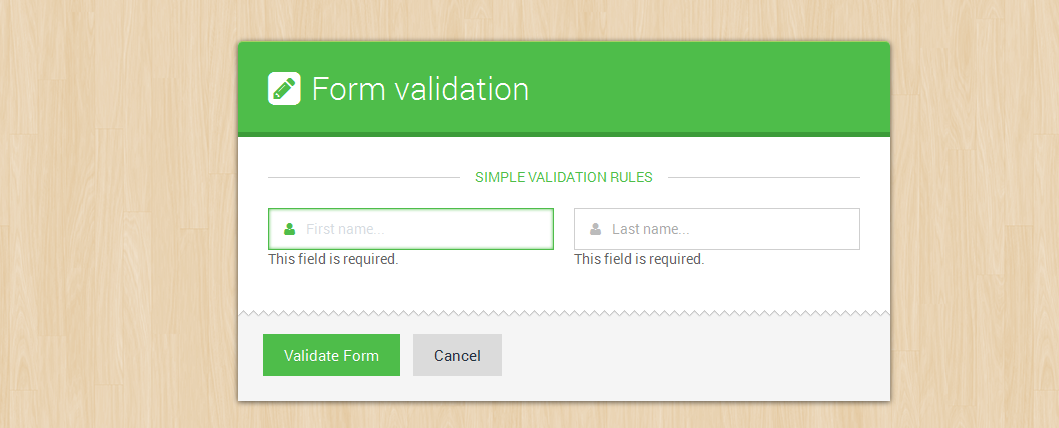 Form validation
SIMPLE VALIDATION RULES
First name...
Last name...
This field is required.
This field is required.
Validate Form
Cancel